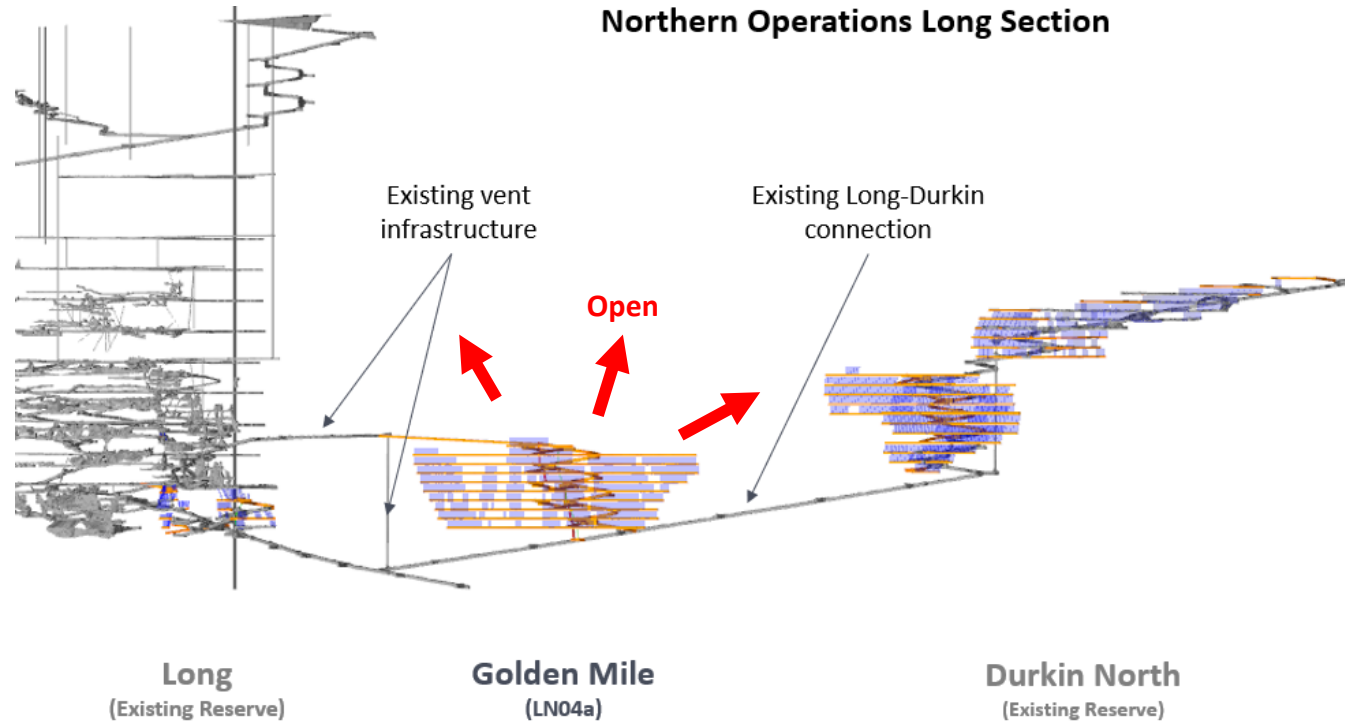 Northern Operations Long Section
Existing vent
infrastructure
Existing Long-Durkin
connection
Open
Long
(Existing Reserve)
Golden Mile
(LN04a)
Durkin North
(Existing Reserve)